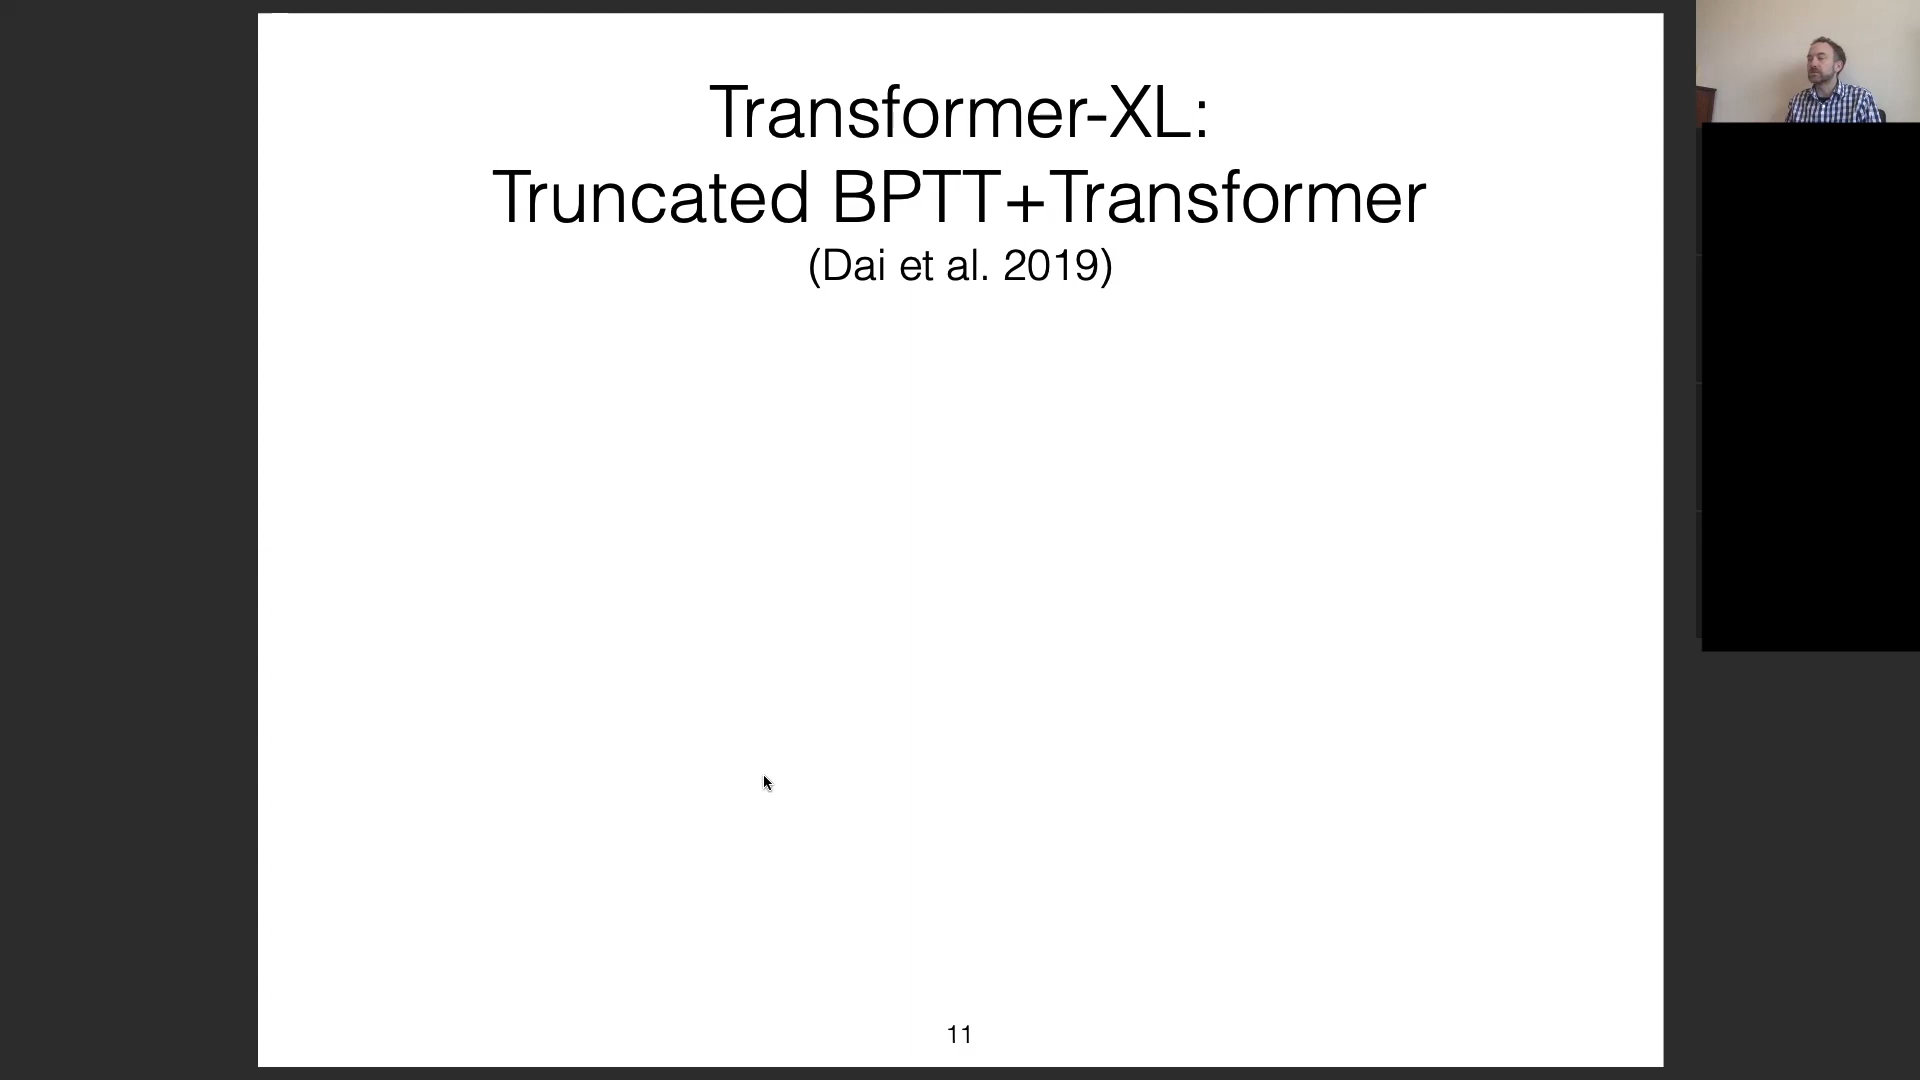 Transformer-XL:
Truncated BPTT+Transformer
(Dai et al. 2019)
11